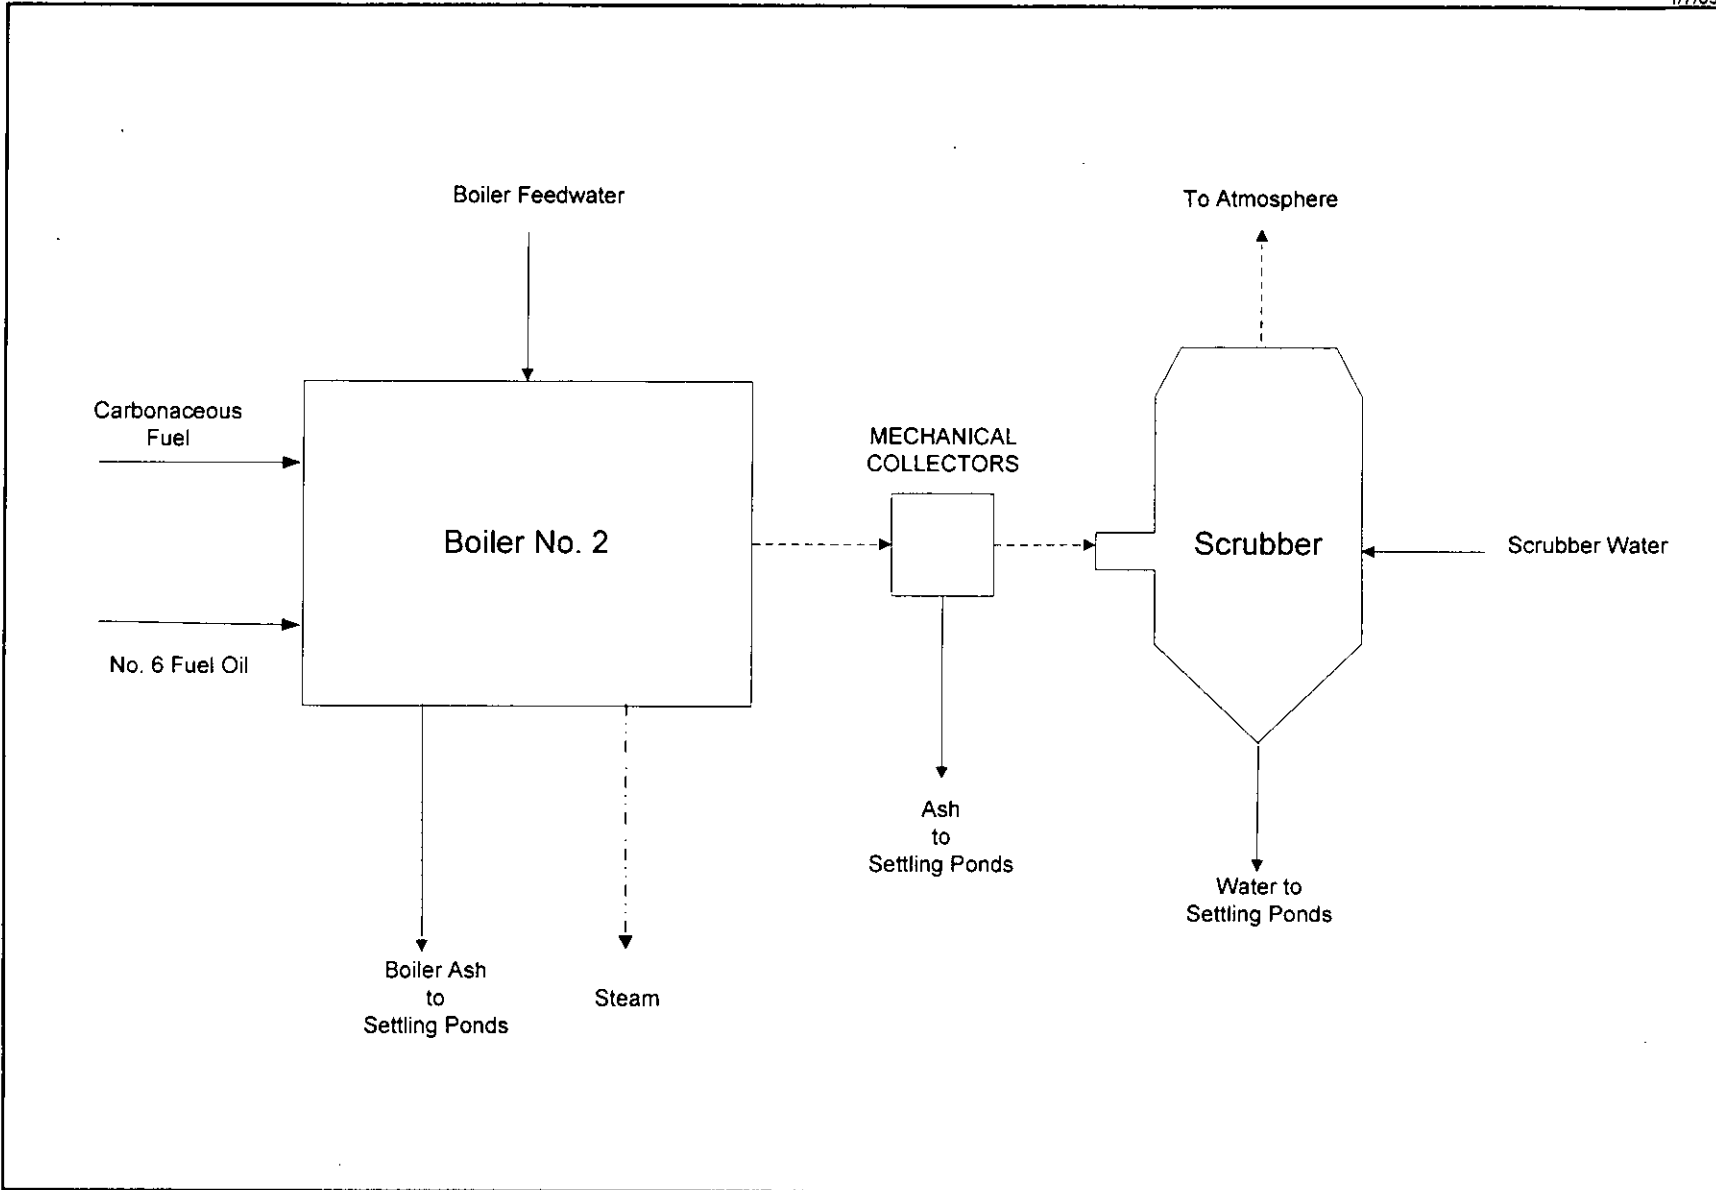 Boiler Feedwater
To Atmosphere
Carbonaceous
Fuel
MECHANICAL
COLLECTORS
Boiler No. 2
Scrubber
Scrubber Water
No. 6 Fuel Oil
Ash
to
Settling Ponds
Water to
Settling Ponds
Boiler Ash
to
Settling Ponds
Steam